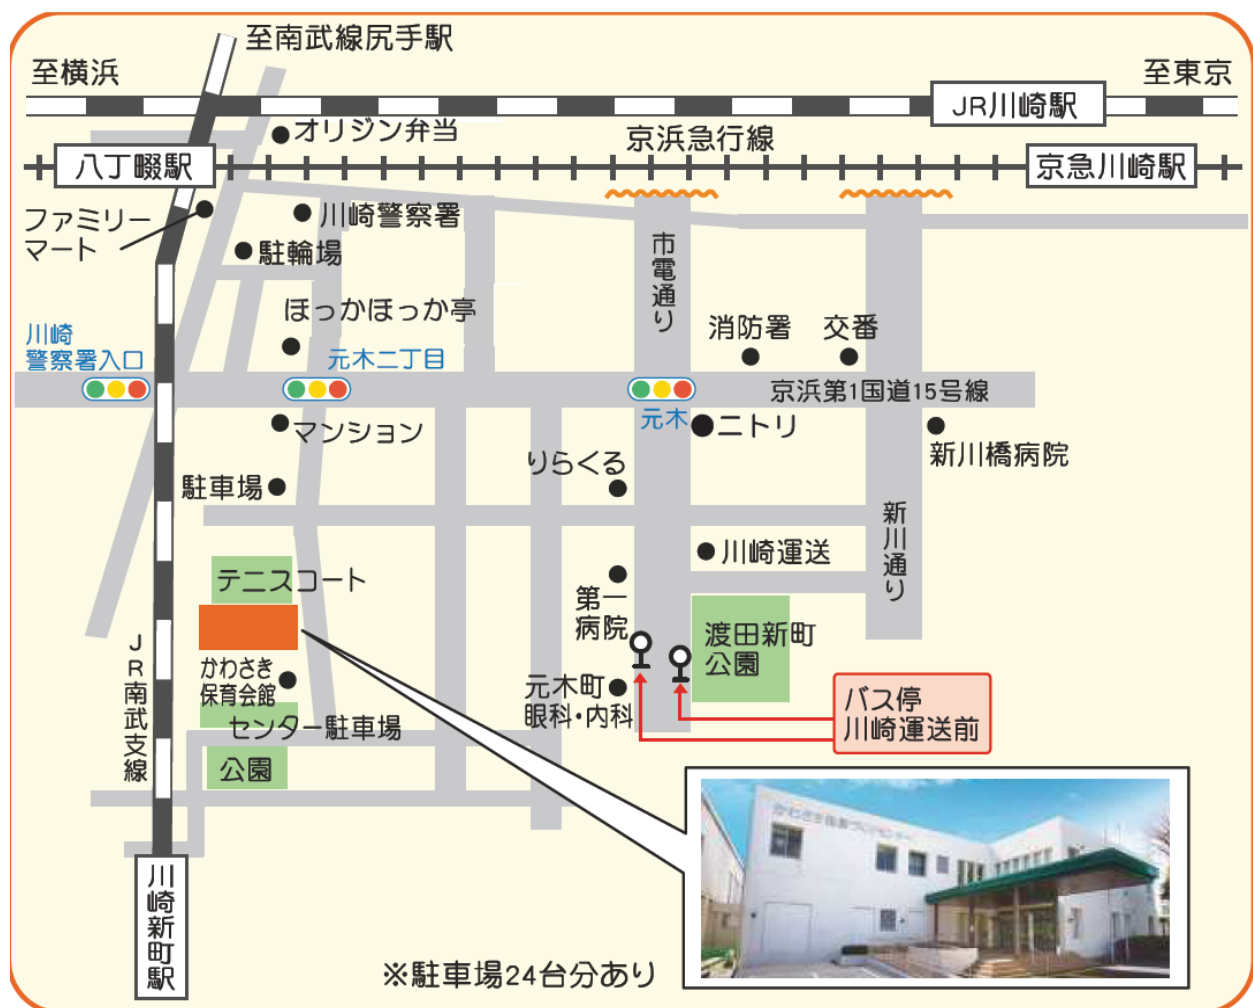 至南武線尻手駅
至横浜
至東京
JR川崎駅
オリジン弁当
京浜急行線
八丁畷駅
京急川崎駅
ファミリー
マート
川崎警察署
駐輪場
市電通り
ほっかほっか亭
川崎
警察署入口
元木二丁目
消防署
交番
京浜第1国道15号線
元木
ニトリ
マンション
新川橋病院
りらくる
駐車場
新川通り
川崎運送
テニスコート
第一
病院
渡田新町
公園
JR南武支線
かわさき
保育会館
元木町
眼科・内科
バス停
川崎運送前
センター駐車場
公園
川崎新町駅
※駐車場24台分あり